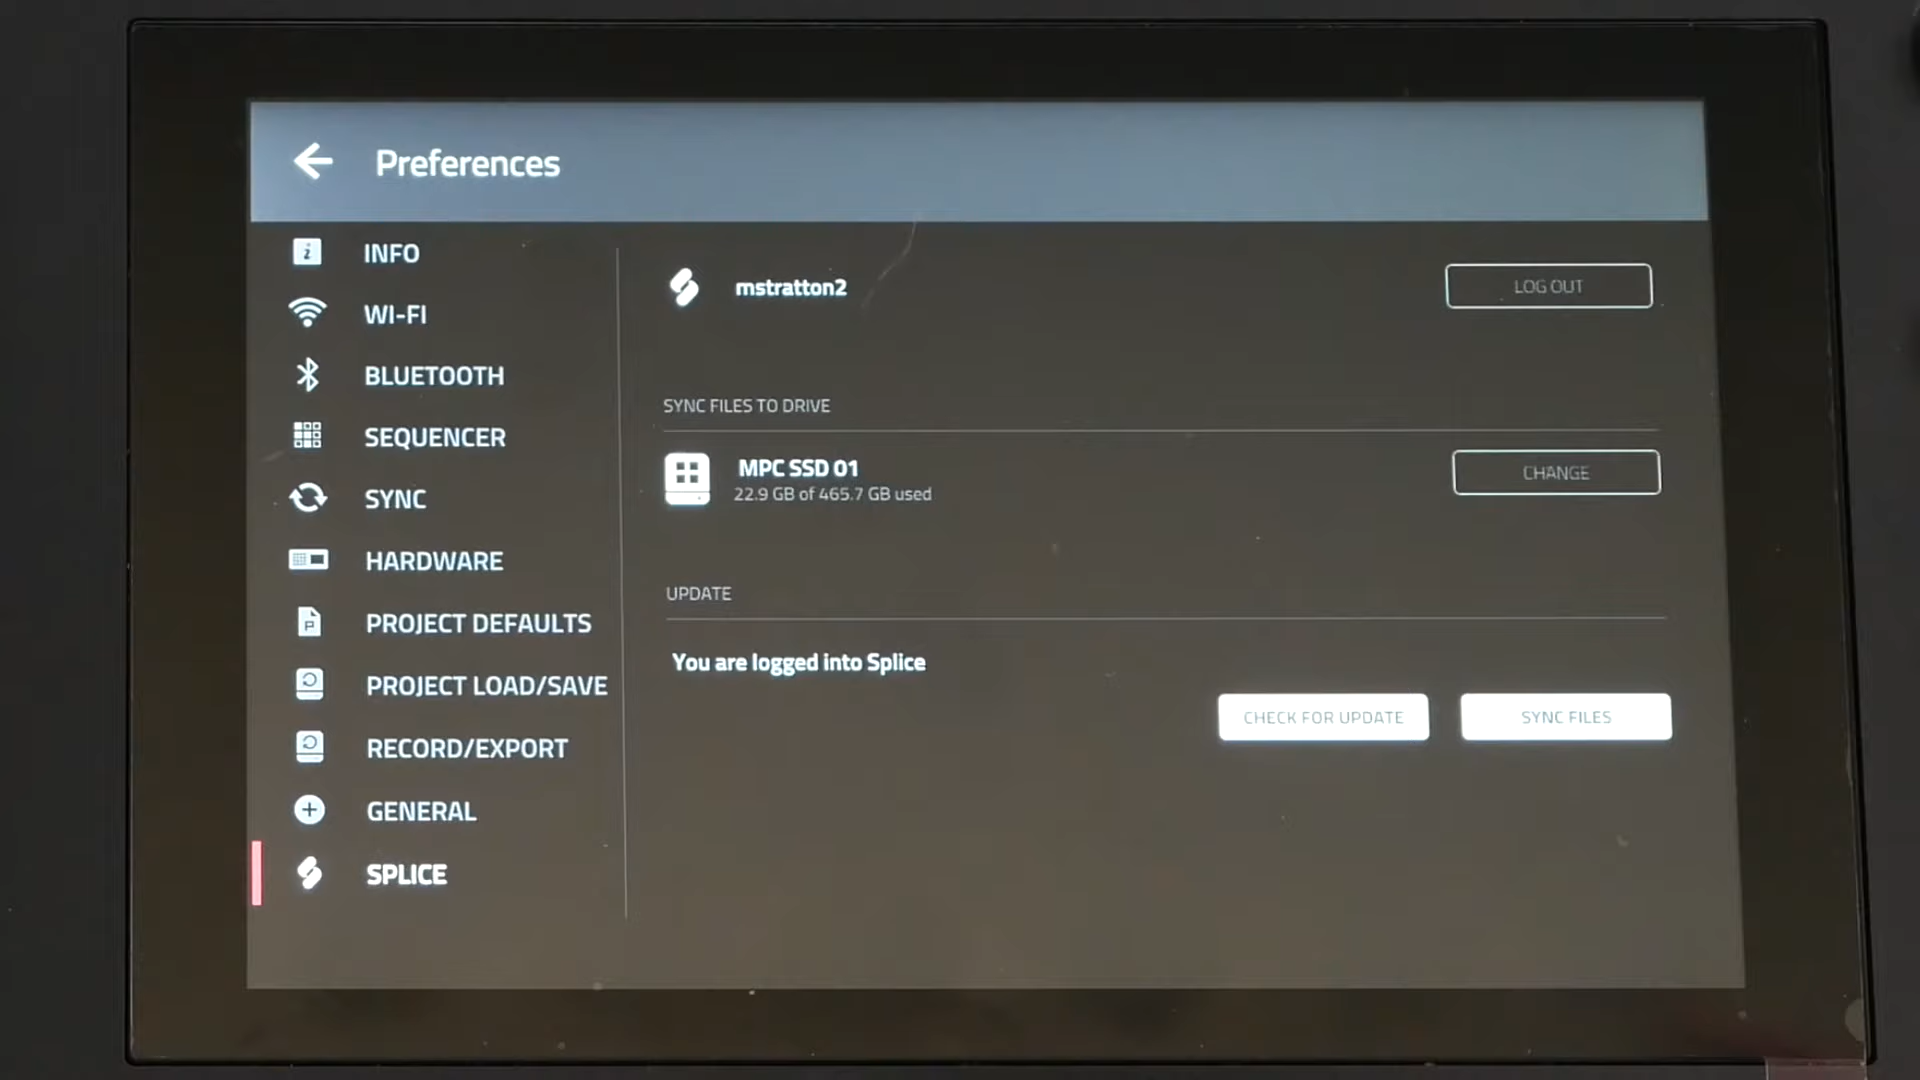 Preferences
INFO
WI-FI
BLUETOOTH
SEQUENCER
SYNC
HARDWARE
PROJECT DEFAULTS
PROJECT LOAD/SAVE
RECORD/EXPORT
GENERAL
SPLICE
mstratton2
LOG OUT
SYNC FILES TO DRIVE
MPC SSD 01
22.9 GB of 465.7 GB used
CHANGE
UPDATE
You are logged into Splice
CHECK FOR UPDATE
SYNC FILES